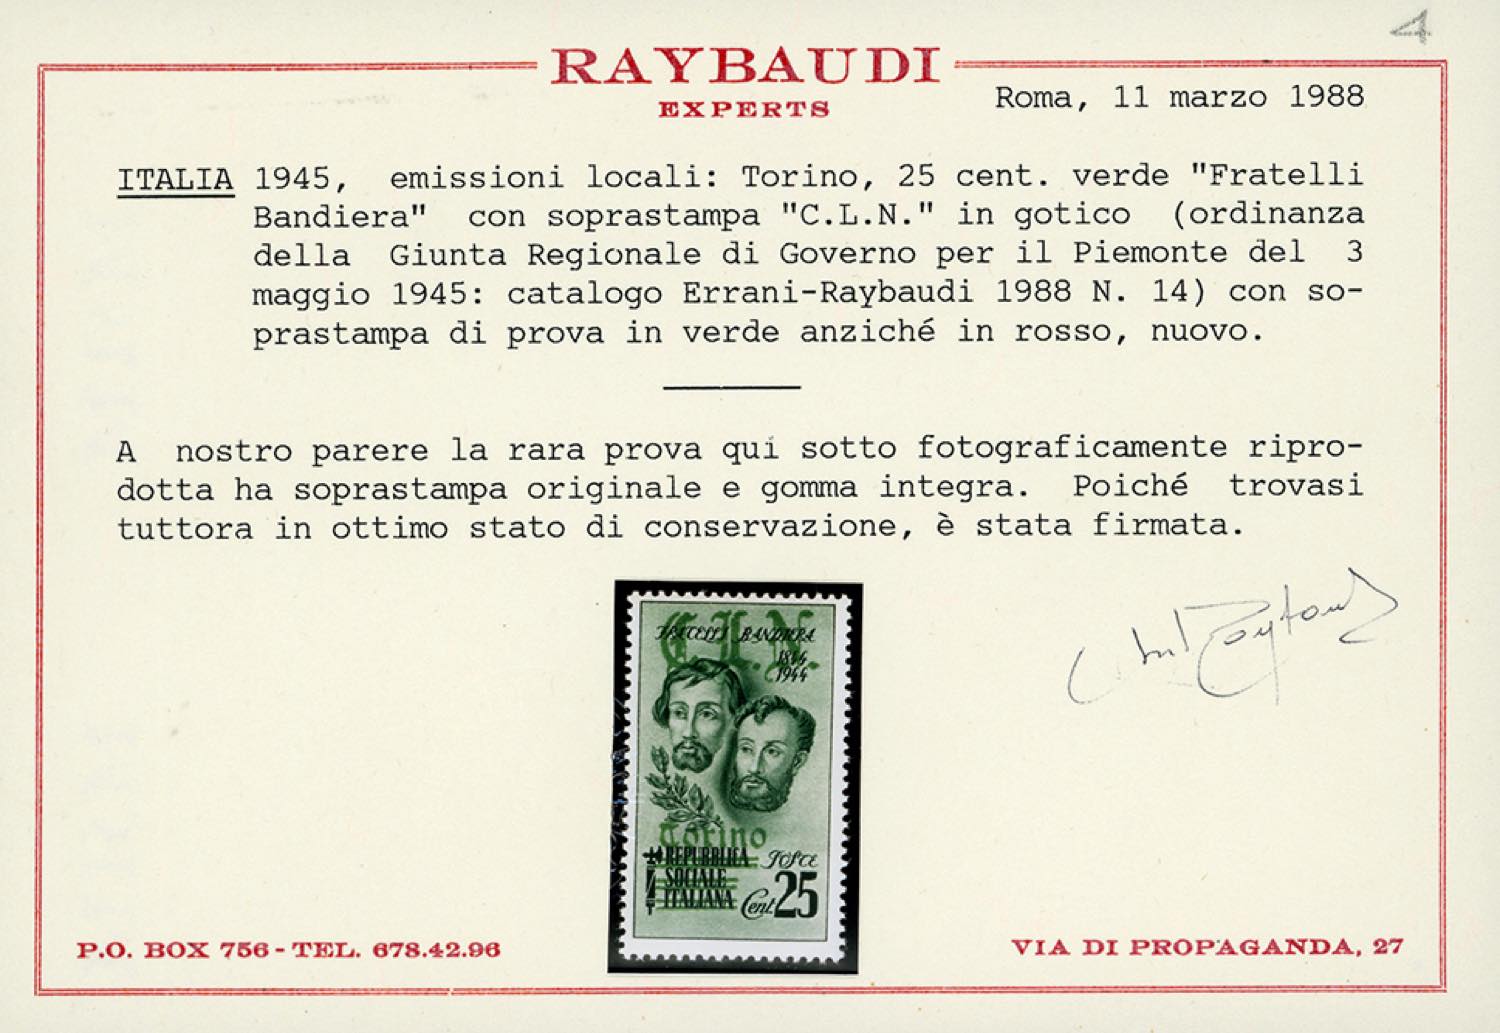 RAYBAUDI
EXPERTS
Roma, 11 marzo 1988
ITALIA 1945, emissioni locali: Torino, 25 cent. verde "Fratelli
Bandiera" con soprastampa "C.L.N." in gotico (ordinanza
della Giunta Regionale di Governo per il Piemonte del 3
maggio 1945: catalogo Errani-Raybaudi 1988 N. 14) con so-
prastampa di prova in verde anziché in rosso, nuovo.
A nostro parere la rara prova qui sotto fotograficamente ripro-
dotta ha soprastampa originale e gomma integra. Poiché trovasi
tuttora in ottimo stato di conservazione, è stata firmata.
C.L.N.
FRATELLI BANDIERA
1844
1944
Torino
REPUBBLICA
SOCIALE
ITALIANA
POSTE
Cent. 25
P.O. BOX 756 - TEL. 678.42.96
VIA DI PROPAGANDA, 27